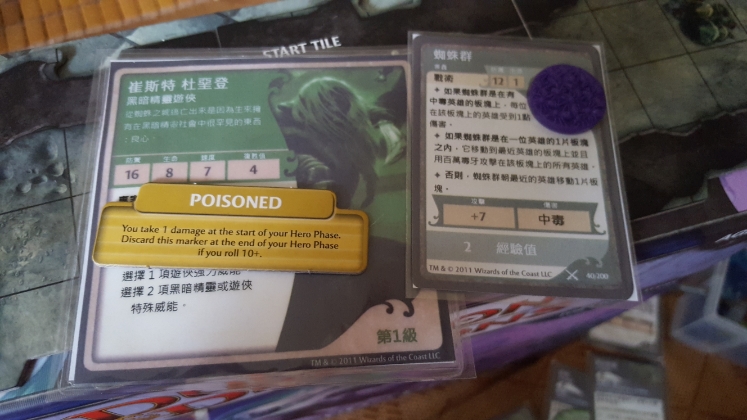 START TILE
崔斯特 杜堊登
黑暗精靈遊俠
16 8 7 4
POISONED
You take 1 damage at the start of your Hero Phase.
Discard this marker at the end of your Hero Phase
if you roll 10+.
選擇 1 項遊俠強力威能。
選擇 2 項黑暗精靈或遊俠
特殊威能。
第1級
TM & © 2011 Wizards of the Coast LLC
蜘蛛群
戰術
12 1
如果蜘蛛群是在有
中毒英雄的板塊上,每位
在該板塊上的英雄受到1點
傷害。
如果蜘蛛群是在一位英雄的1片板塊
之內,它移動到最近英雄的板塊上並且
用百萬毒牙攻擊在該板塊上的所有英雄。
否則,蜘蛛群朝最近的英雄移動1片板
塊。
攻擊 傷害
+7 中毒
2 經驗值
TM & © 2011 Wizards of the Coast LLC
40/200